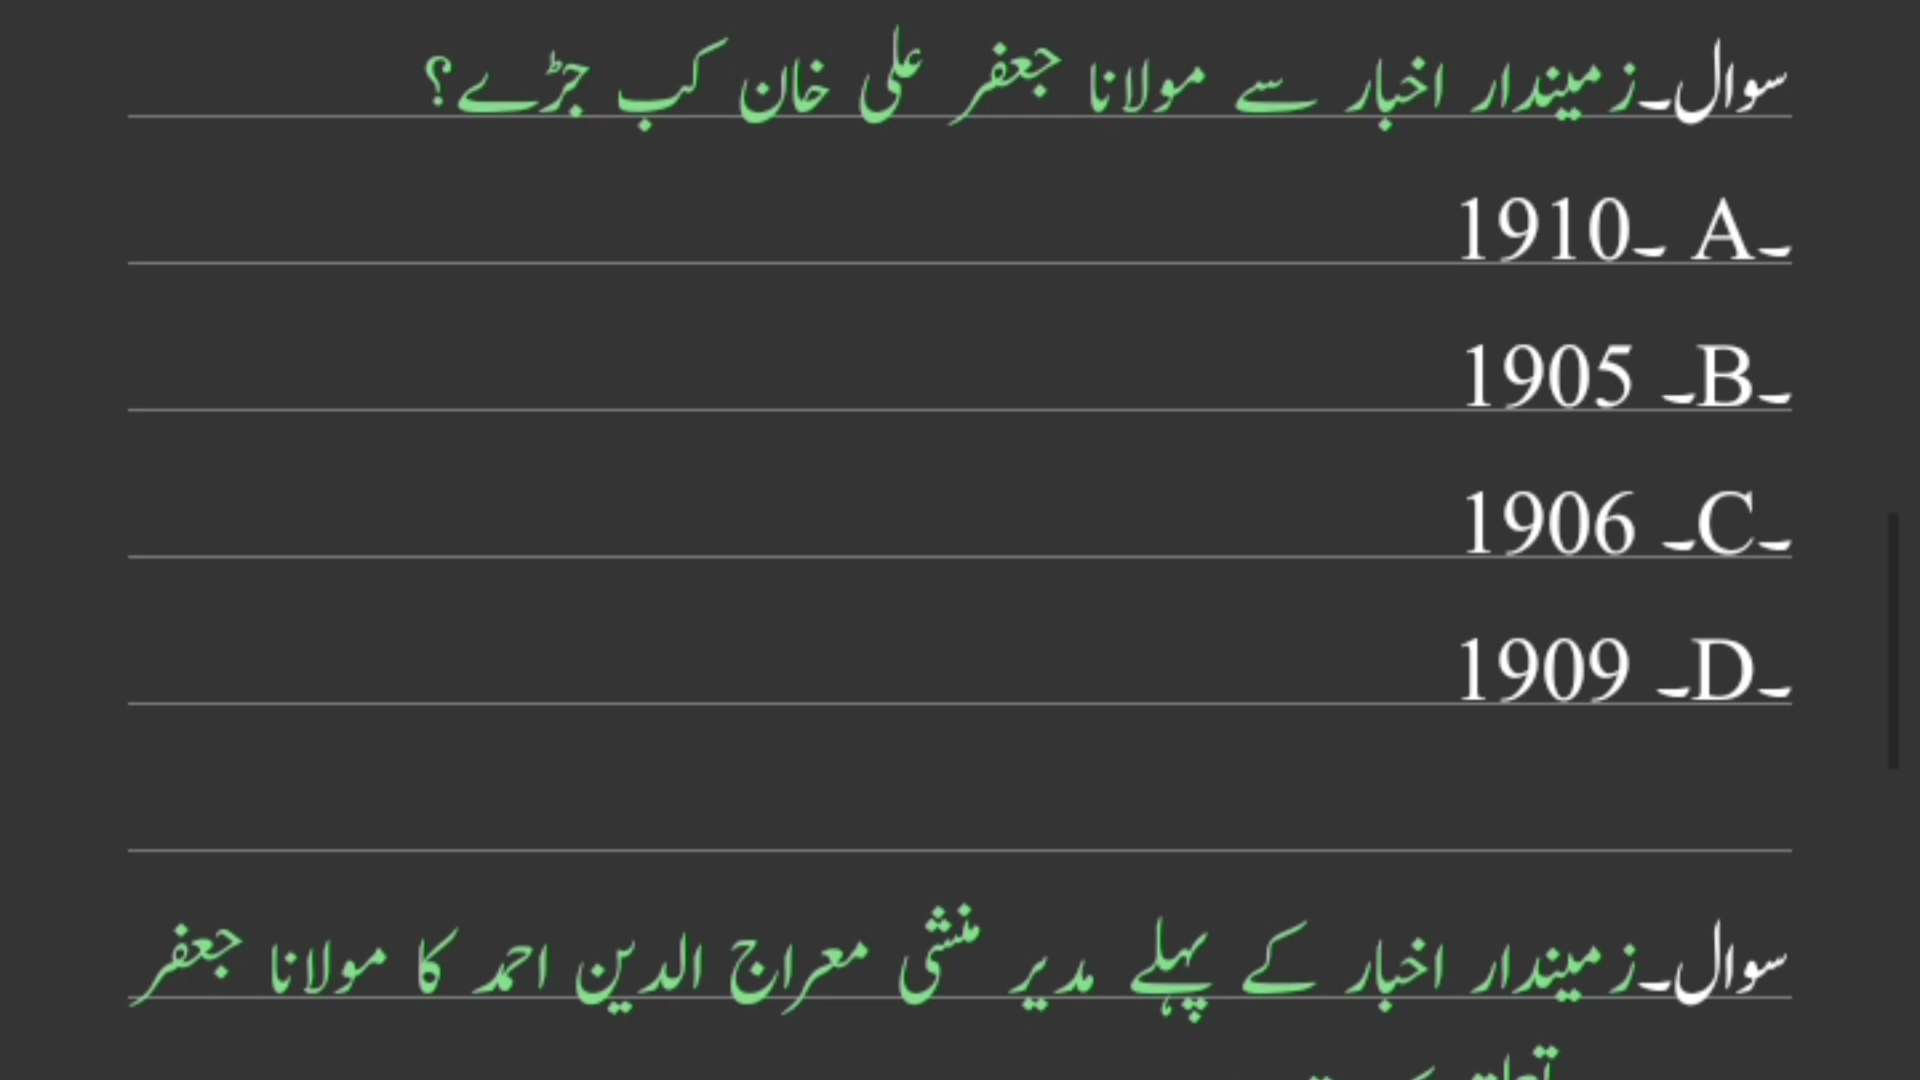 سوال۔زمیندار اخبار سے مولانا جعفر علی خان کب جڑے؟
۔A ۔1910
۔B۔ 1905
۔C۔ 1906
۔D۔ 1909
سوال۔زمیندار اخبار کے پہلے مدیر منشی معراج الدین احمد کا مولانا جعفر